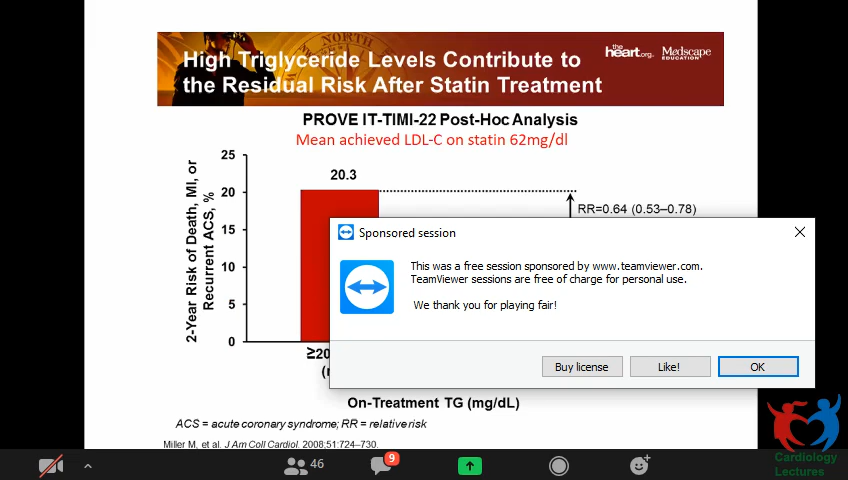 High Triglyceride Levels Contribute to
the Residual Risk After Statin Treatment
the heart.org
Medscape
EDUCATION
PROVE IT-TIMI-22 Post-Hoc Analysis
Mean achieved LDL-C on statin 62mg/dl
2-Year Risk of Death, MI, or
Recurrent ACS, %
25
20
15
10
5
0
20.3
RR=0.64 (0.53–0.78)
≥20
On-Treatment TG (mg/dL)
ACS = acute coronary syndrome; RR = relative risk
Miller M, et al. J Am Coll Cardiol. 2008;51:724–730.
Sponsored session
This was a free session sponsored by www.teamviewer.com.
TeamViewer sessions are free of charge for personal use.
We thank you for playing fair!
Buy license
Like!
OK
46
9
Cardiology
Lectures